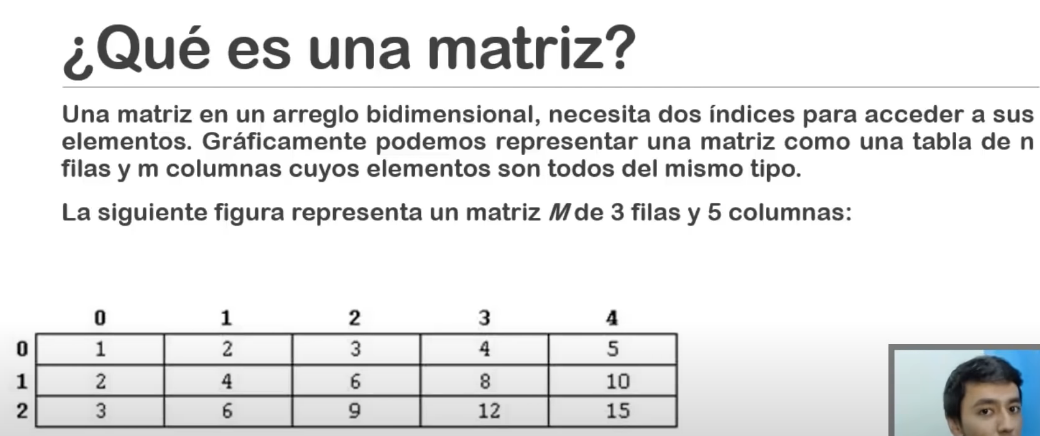 ¿Qué es una matriz?
Una matriz en un arreglo bidimensional, necesita dos índices para acceder a sus
elementos. Gráficamente podemos representar una matriz como una tabla de n
filas y m columnas cuyos elementos son todos del mismo tipo.
La siguiente figura representa un matriz M de 3 filas y 5 columnas:
0 1 2 3 4
0 1 2 3 4 5
1 2 4 6 8 10
2 3 6 9 12 15